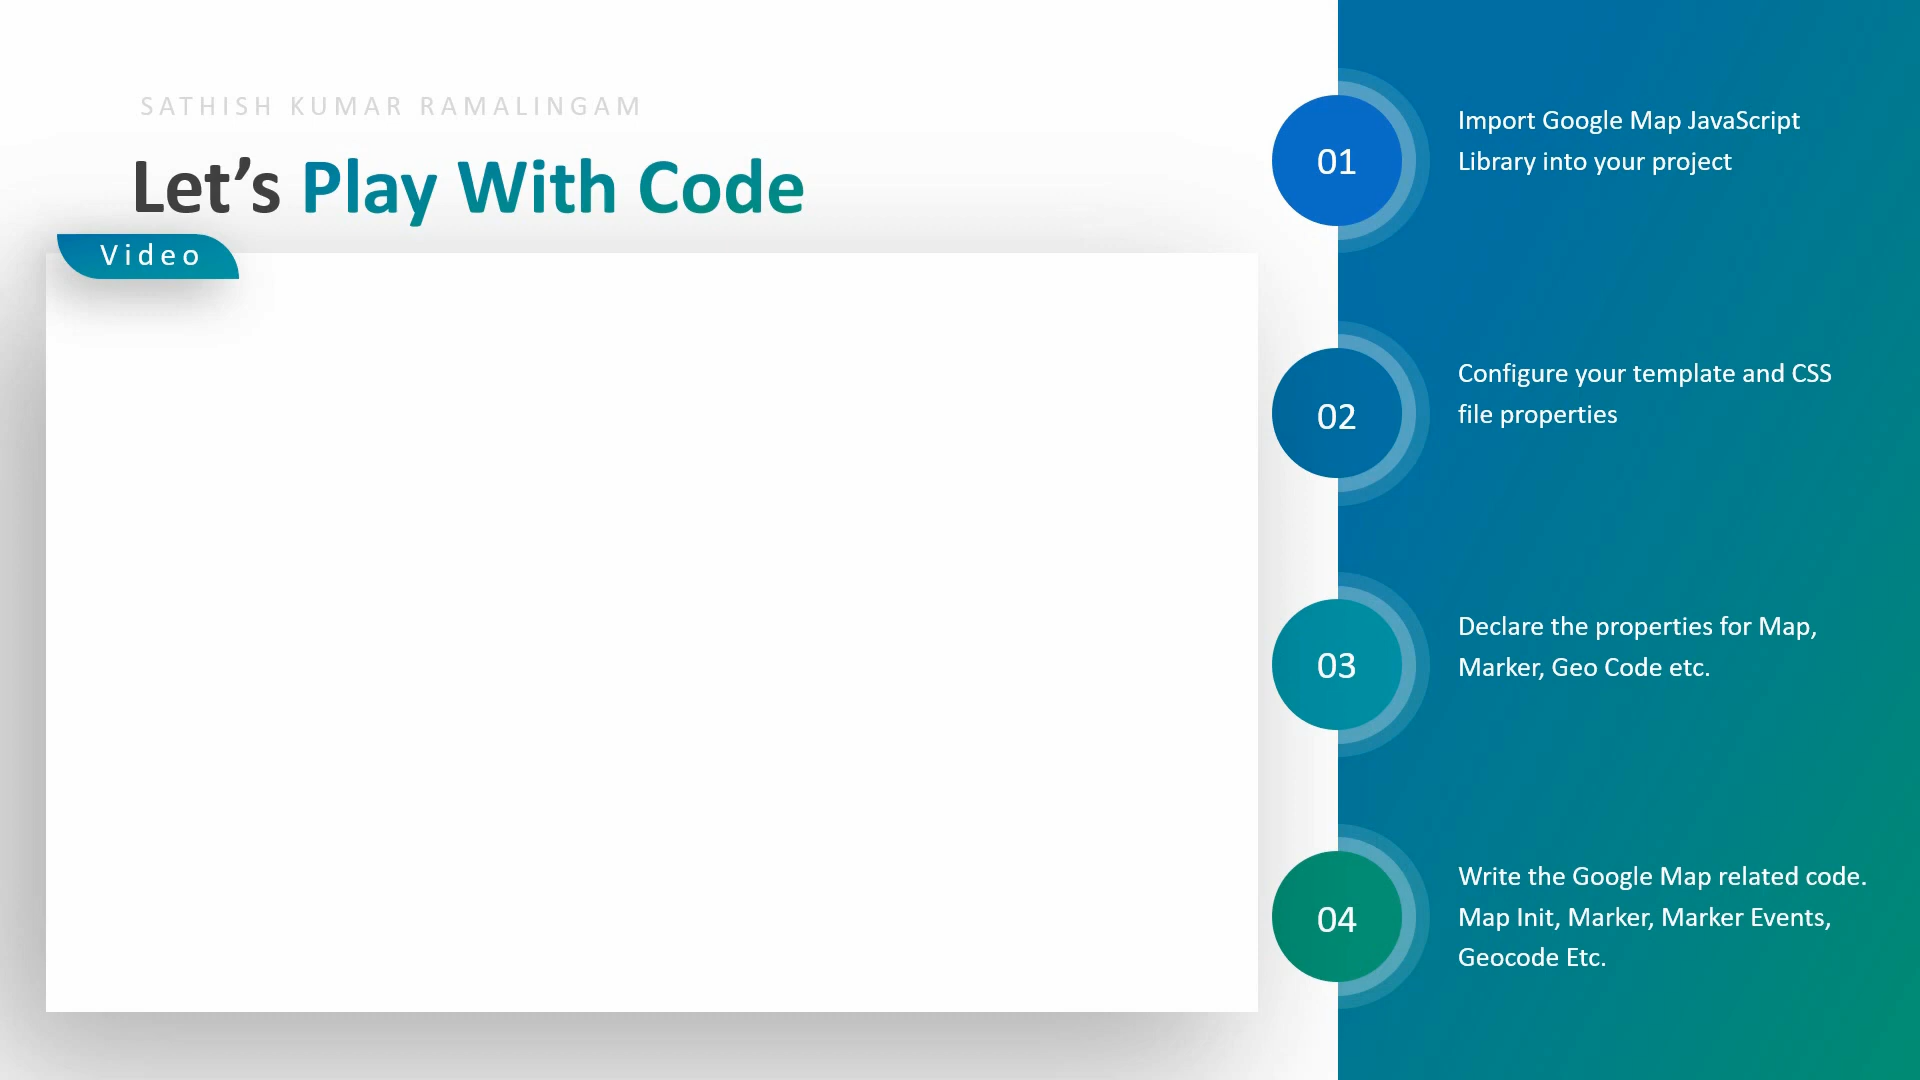 SATHISH KUMAR RAMALINGAM
Let’s Play With Code
Video
01
Import Google Map JavaScript
Library into your project
02
Configure your template and CSS
file properties
03
Declare the properties for Map,
Marker, Geo Code etc.
04
Write the Google Map related code.
Map Init, Marker, Marker Events,
Geocode Etc.